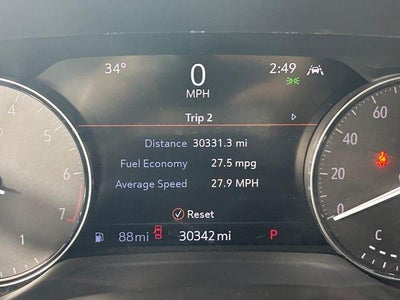 34° 0 2:49
MPH
Trip 2
Distance 30331.3 mi
Fuel Economy 27.5 mpg
Average Speed 27.9 MPH
Reset
88mi 30342 mi P
4
5
6
7
1
60
40
20
0
C